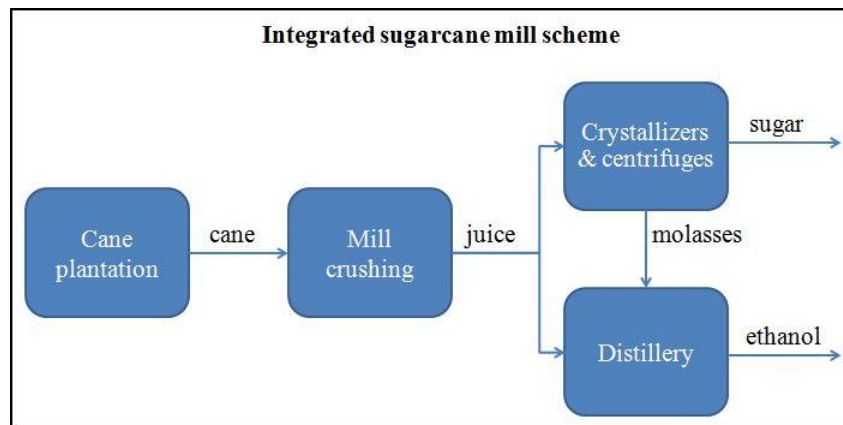 Integrated sugarcane mill scheme
Crystallizers
& centrifuges
sugar
Cane
plantation
cane
Mill
crushing
juice
molasses
Distillery
ethanol